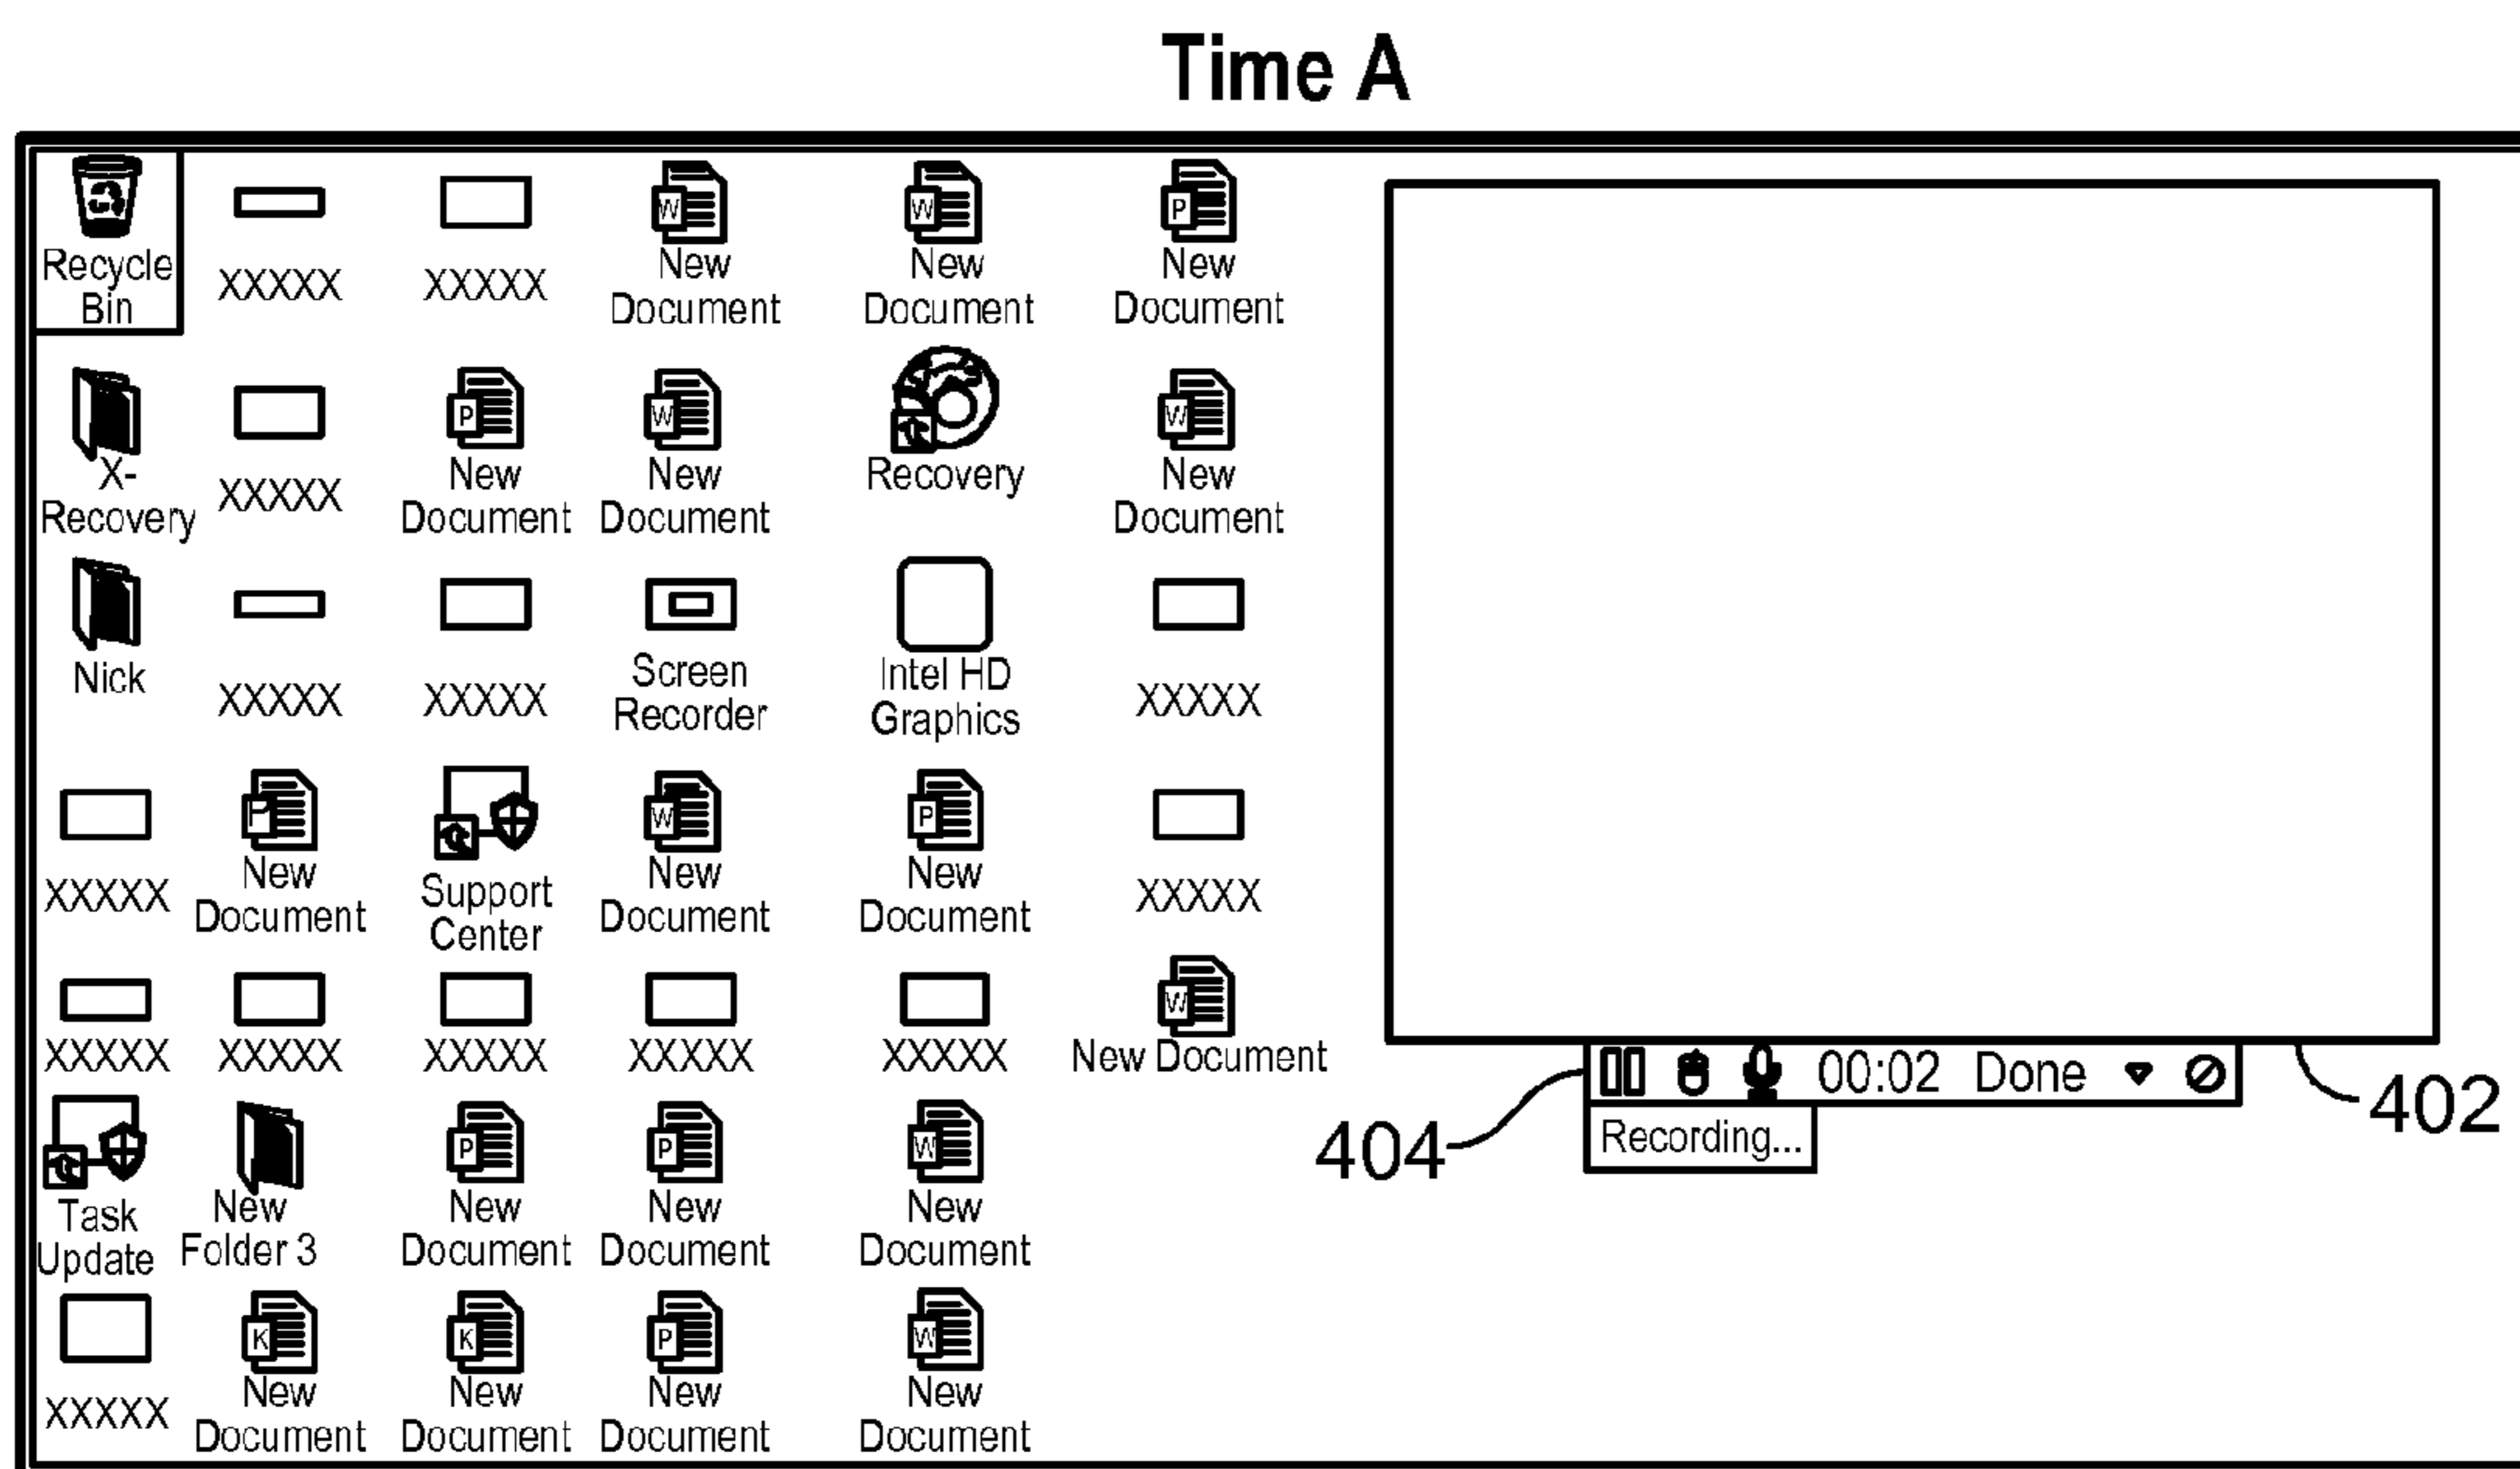 Time A
Recycle
Bin
XXXXX
XXXXX
W
New
Document
W
New
Document
P
New
Document
X-
Recovery
XXXXX
P
New
Document
W
New
Document
Recovery
W
New
Document
Nick
XXXXX
XXXXX
Screen
Recorder
Intel HD
Graphics
XXXXX
XXXXX
P
New
Document
Support
Center
W
New
Document
P
New
Document
XXXXX
XXXXX
XXXXX
XXXXX
XXXXX
XXXXX
W
New Document
00:02 Done
402
404
Recording...
Task
Update
New
Folder 3
P
New
Document
P
New
Document
W
New
Document
XXXXX
K
New
Document
K
New
Document
P
New
Document
W
New
Document